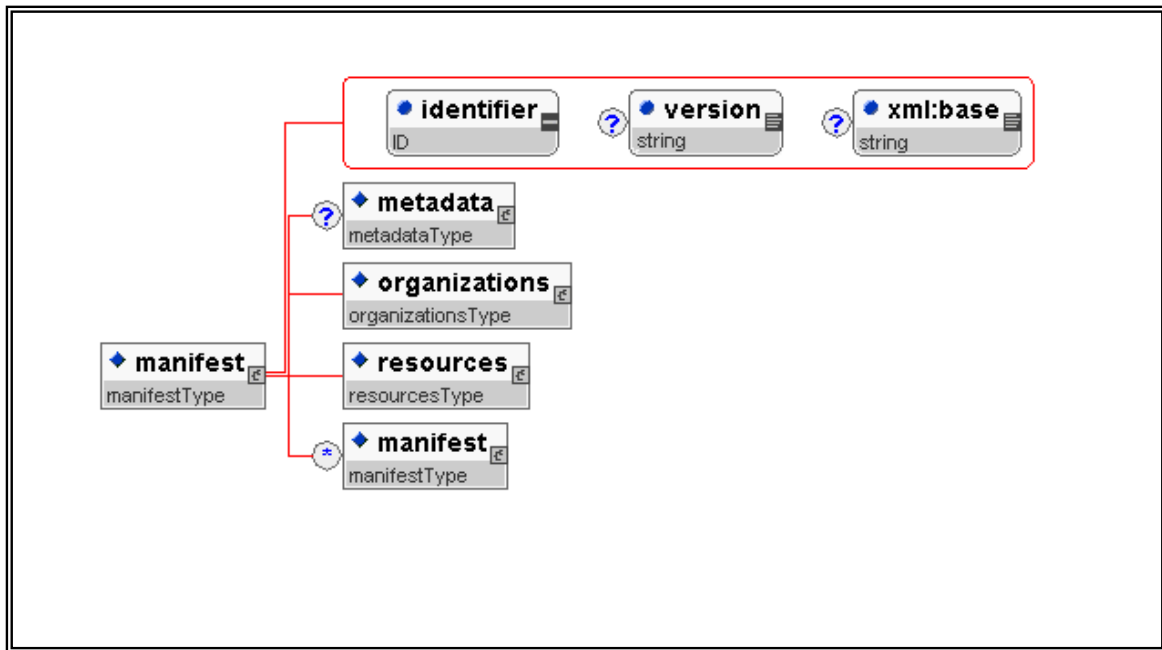 identifier
ID
? version
string
? xml:base
string
? metadata
metadataType
organizations
organizationsType
manifest
manifestType
resources
resourcesType
* manifest
manifestType